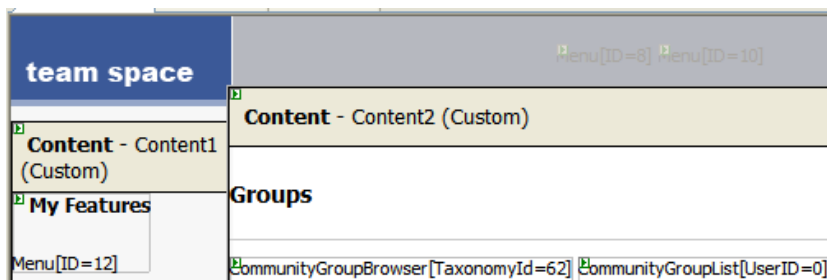 Menu[ID=8] Menu[ID=10]
team space
Content - Content2 (Custom)
Content - Content1
(Custom)
Groups
My Features
Menu[ID=12]
CommunityGroupBrowser[TaxonomyId=62] CommunityGroupList[UserID=0]